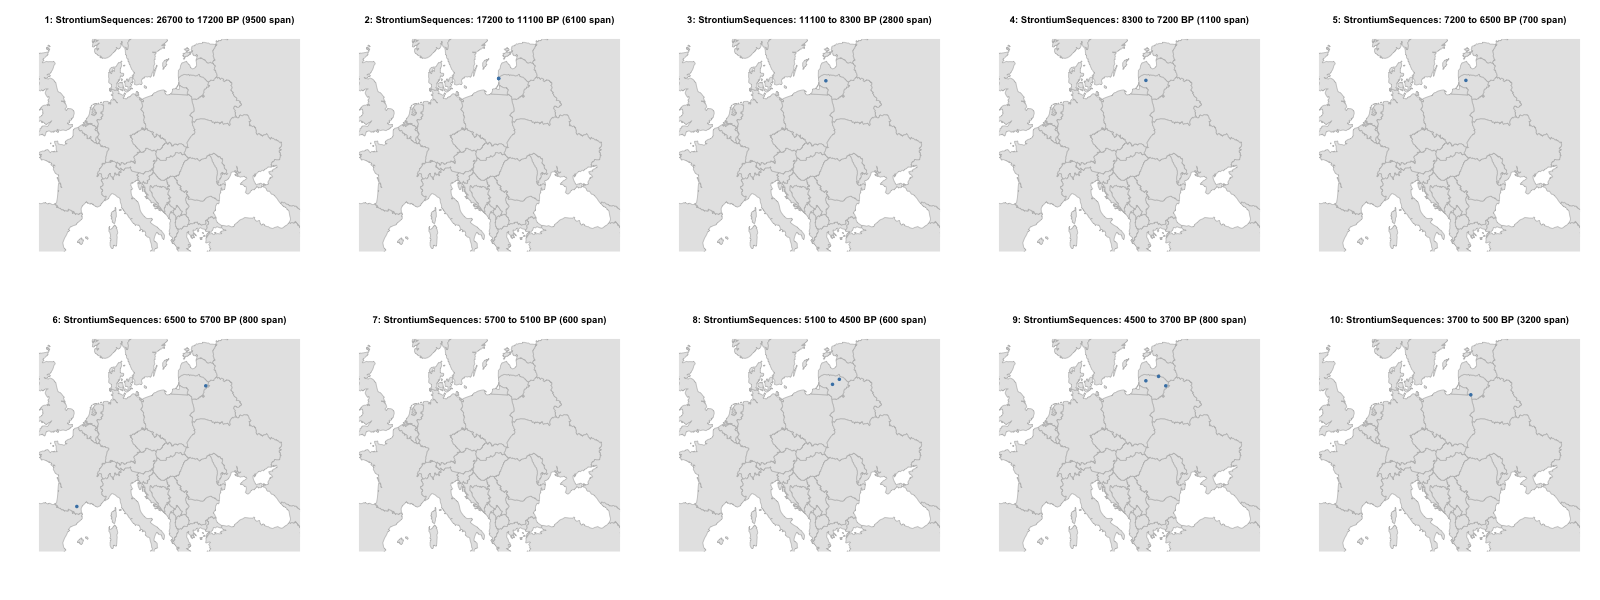 1: StrontiumSequences: 26700 to 17200 BP (9500 span)
2: StrontiumSequences: 17200 to 11100 BP (6100 span)
3: StrontiumSequences: 11100 to 8300 BP (2800 span)
4: StrontiumSequences: 8300 to 7200 BP (1100 span)
5: StrontiumSequences: 7200 to 6500 BP (700 span)
6: StrontiumSequences: 6500 to 5700 BP (800 span)
7: StrontiumSequences: 5700 to 5100 BP (600 span)
8: StrontiumSequences: 5100 to 4500 BP (600 span)
9: StrontiumSequences: 4500 to 3700 BP (800 span)
10: StrontiumSequences: 3700 to 500 BP (3200 span)